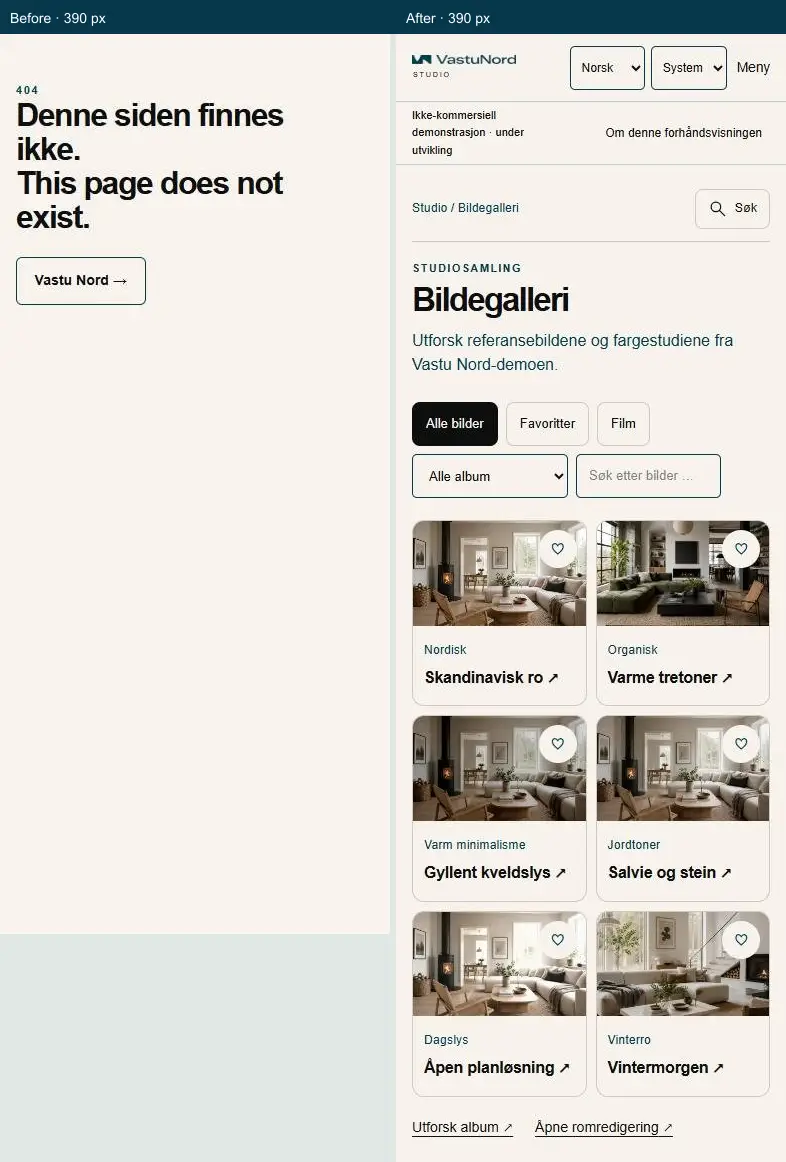 Before · 390 px
404
Denne siden finnes
ikke.
This page does not
exist.
Vastu Nord →
After · 390 px
VastuNord
STUDIO
Norsk
System
Meny
Ikke-kommersiell
demonstrasjon · under
utvikling
Om denne forhåndsvisningen
Studio / Bildegalleri
Søk
STUDIOSAMLING
Bildegalleri
Utforsk referansebildene og fargestudiene fra
Vastu Nord-demoen.
Alle bilder
Favoritter
Film
Alle album
Søk etter bilder ...
Nordisk
Skandinavisk ro ↗
Organisk
Varme tretoner ↗
Varm minimalisme
Gyllent kveldslys ↗
Jordtoner
Salvie og stein ↗
Dagslys
Åpen planløsning ↗
Vinterro
Vintermorgen ↗
Utforsk album ↗
Åpne romredigering ↗